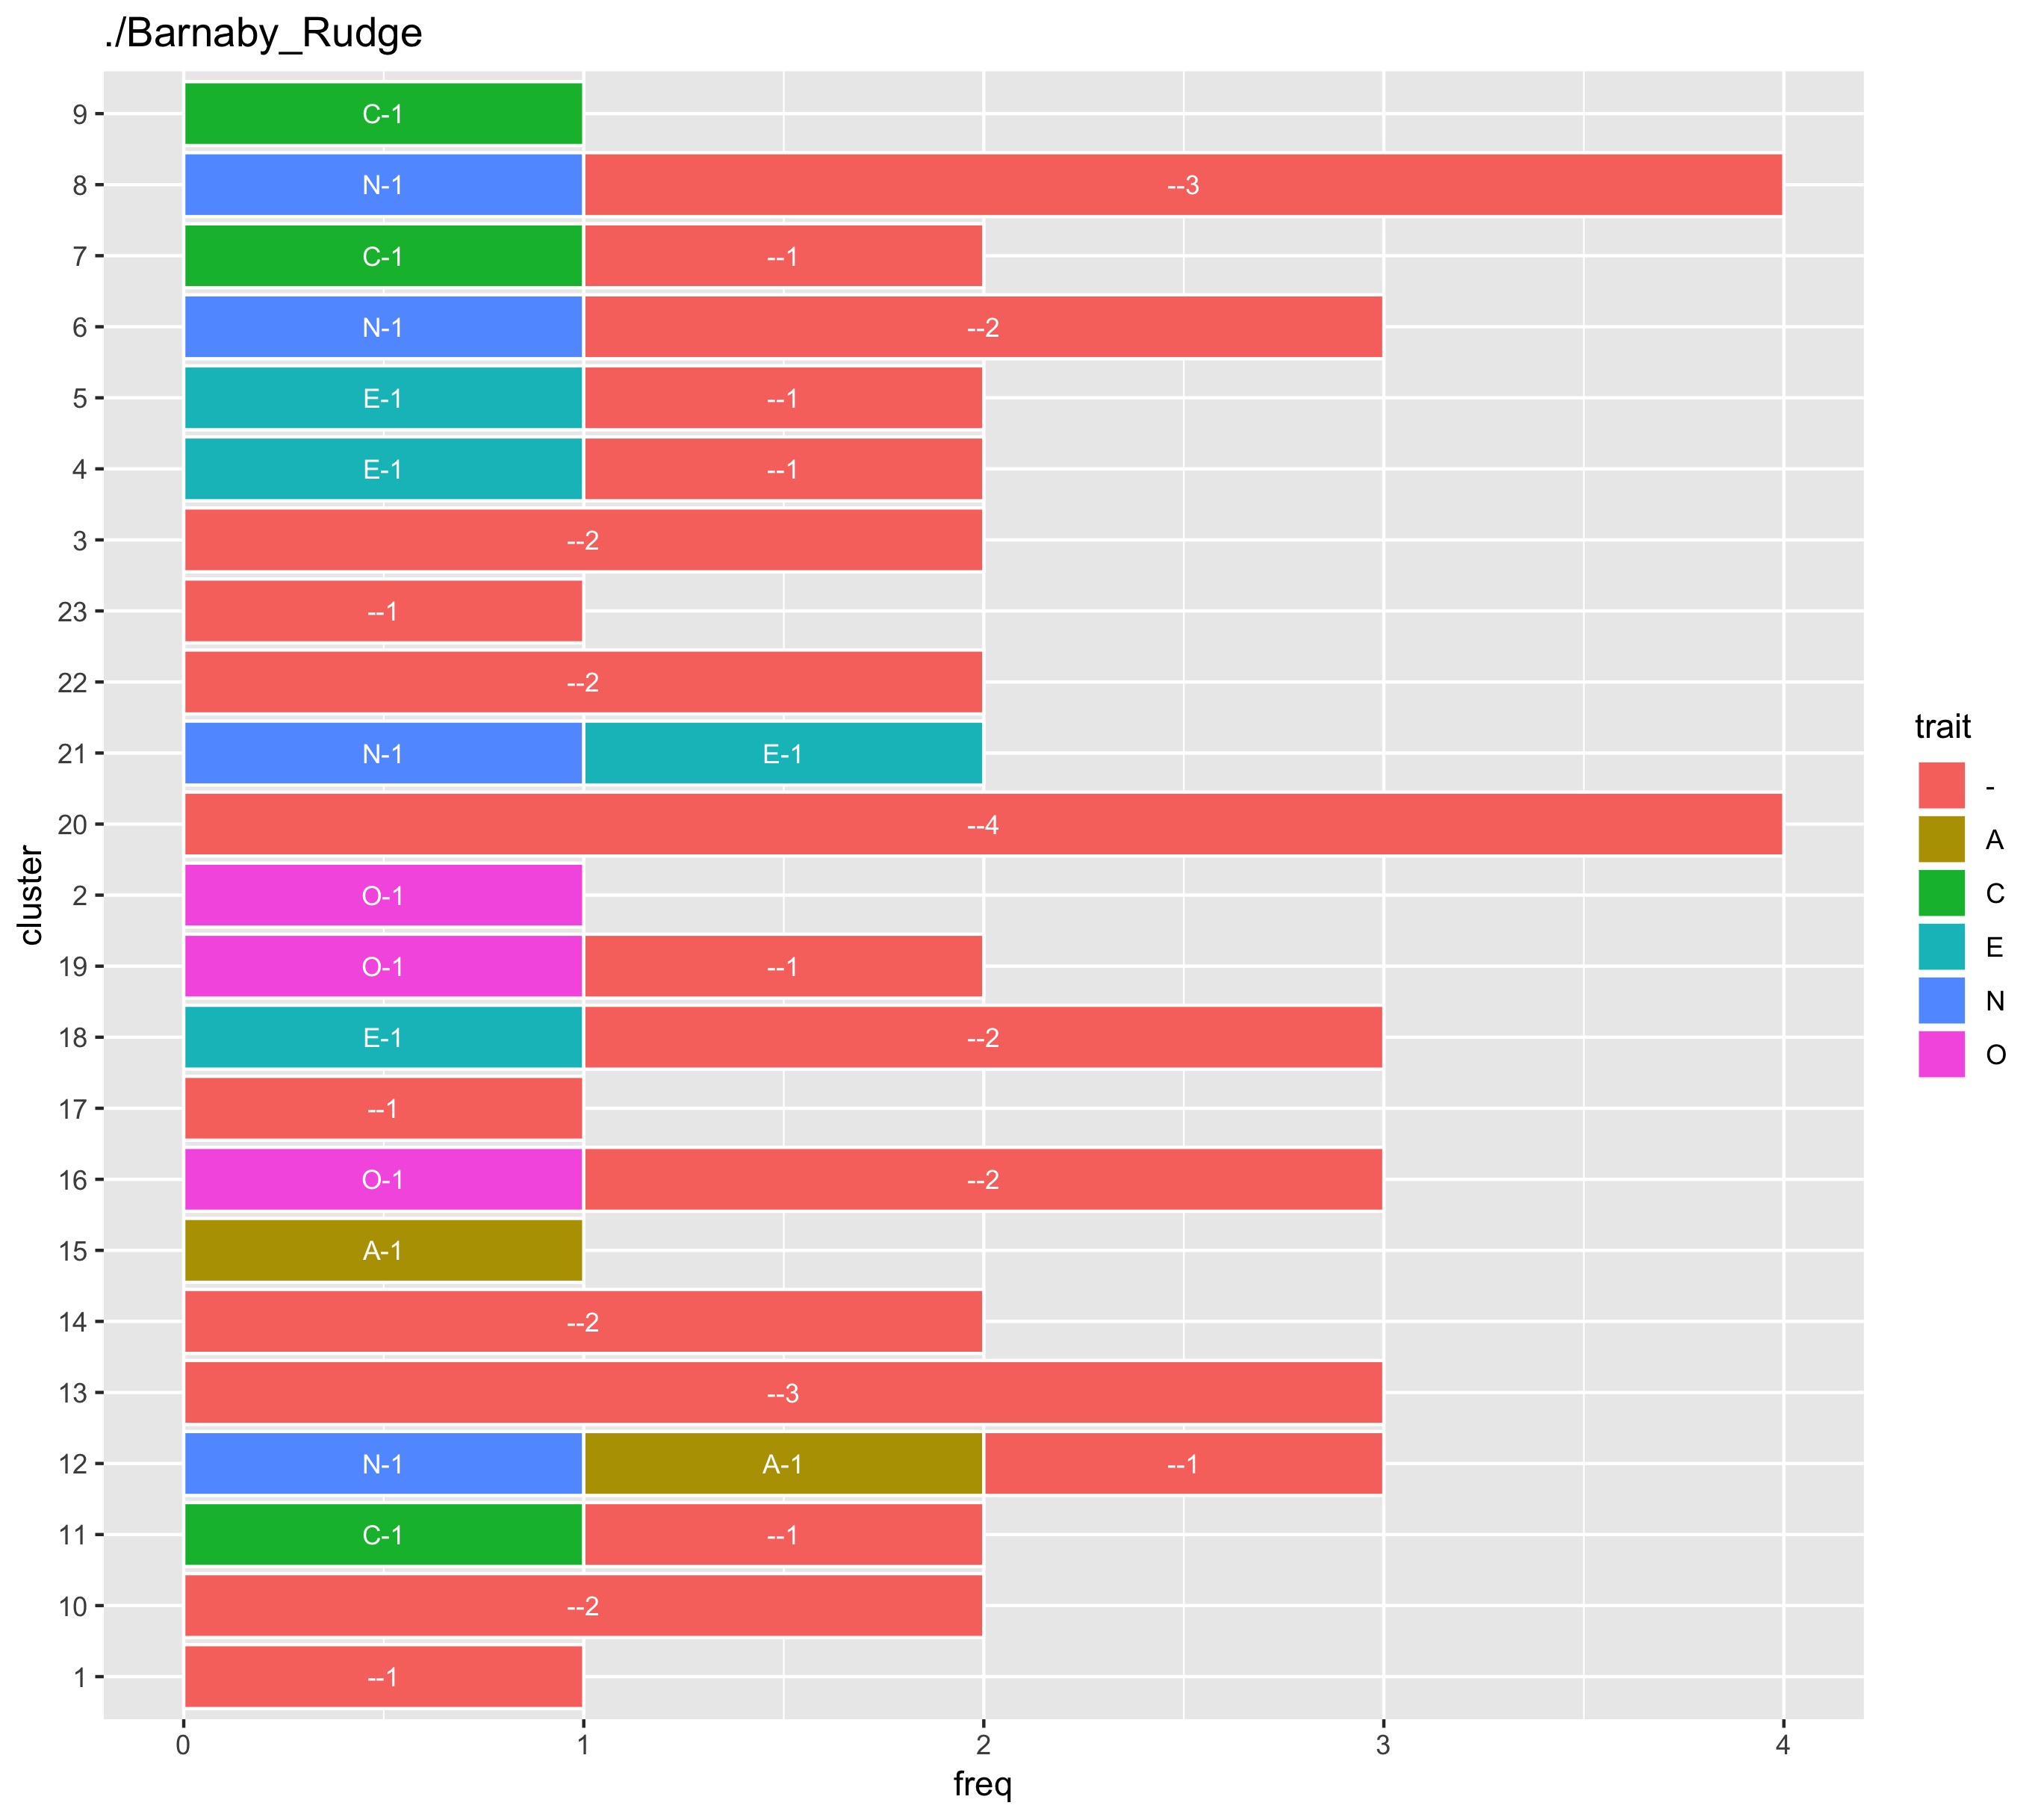 ./Barnaby_Rudge
9 C-1
8 N-1 --3
7 C-1 --1
6 N-1 --2
5 E-1 --1
4 E-1 --1
3 --2
23 --1
22 --2
21 N-1 E-1
20 --4
2 O-1
19 O-1 --1
18 E-1 --2
17 --1
16 O-1 --2
15 A-1
14 --2
13 --3
12 N-1 A-1 --1
11 C-1 --1
10 --2
1 --1
0 1 2 3 4
freq
cluster
trait
-
A
C
E
N
O